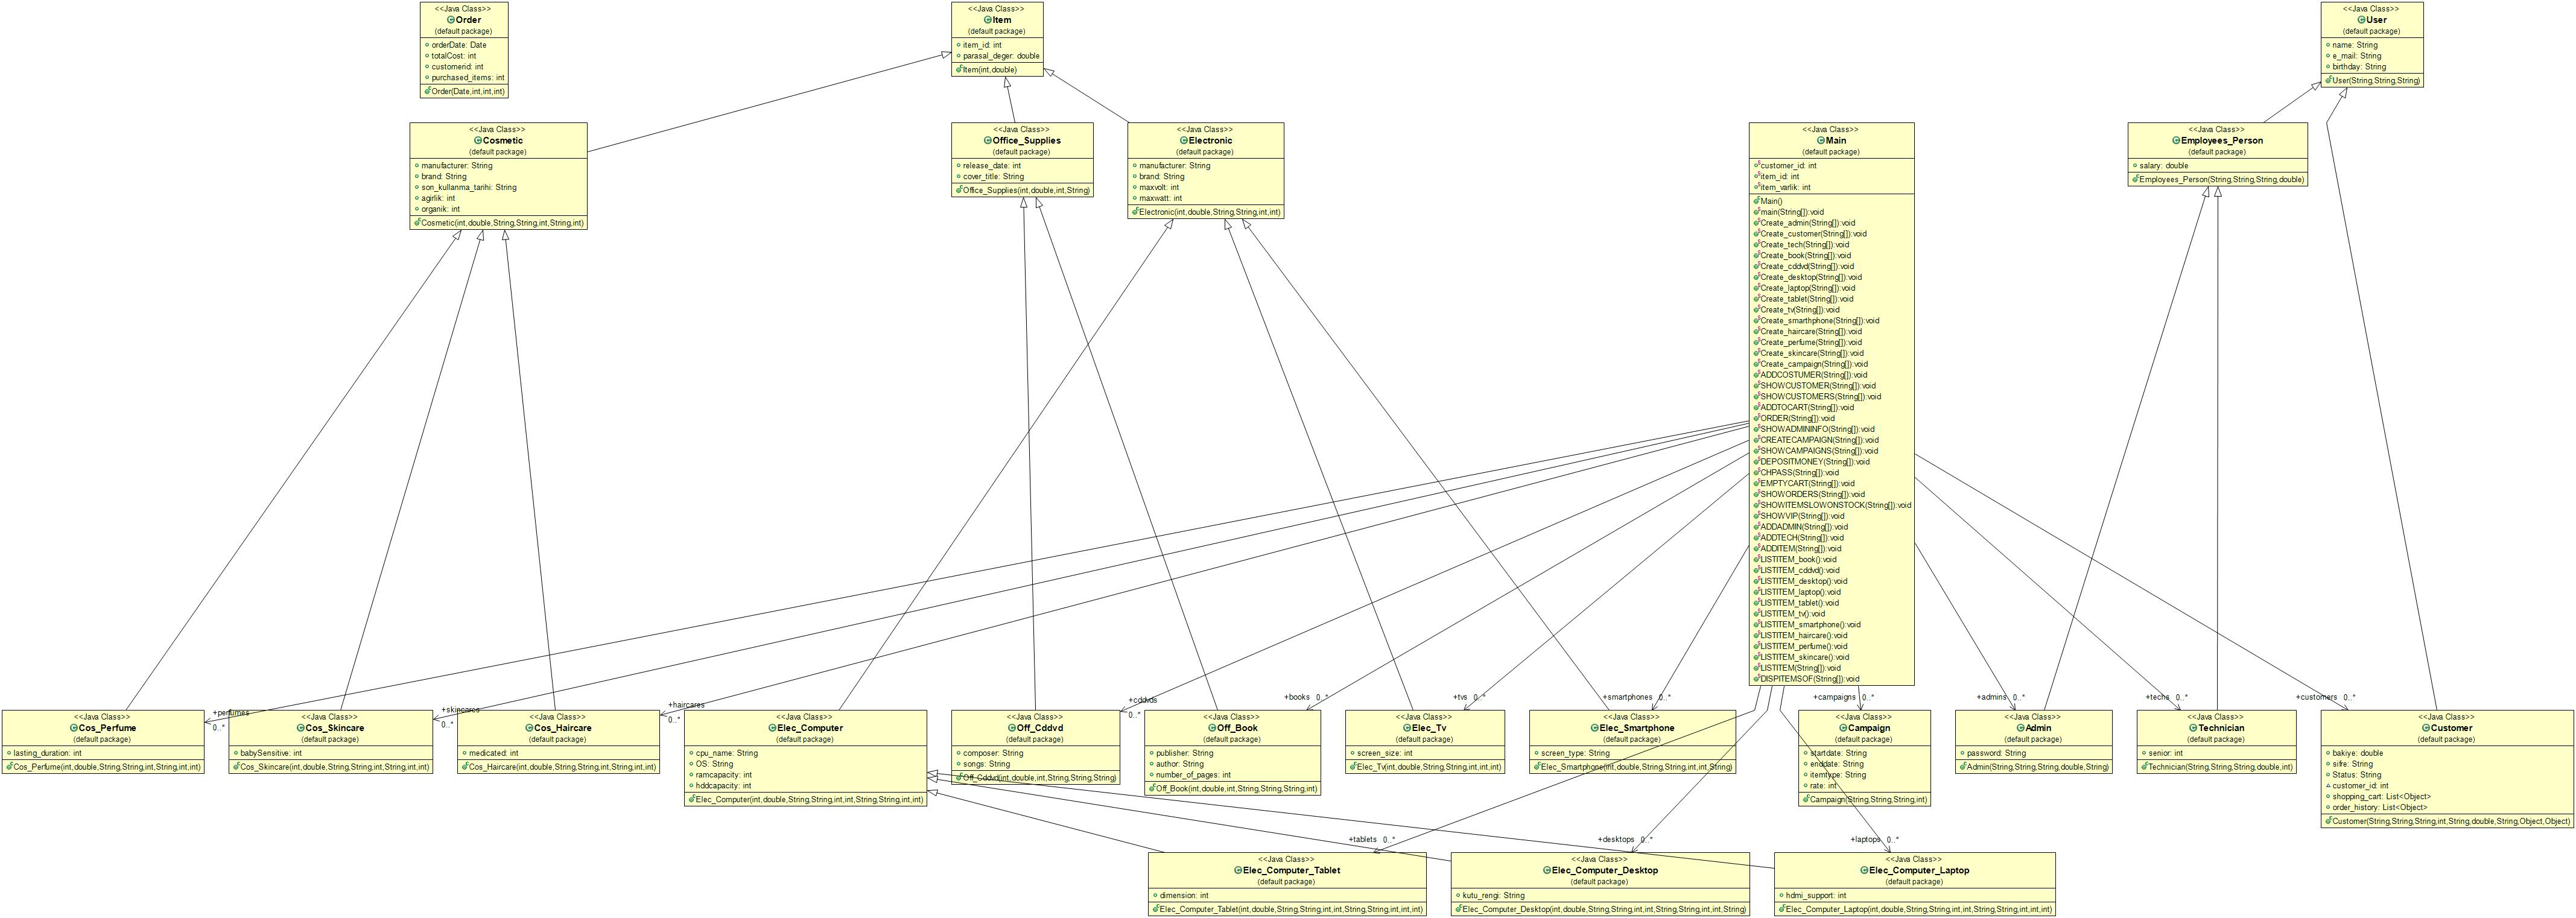 <<Java Class>>
Order
(default package)
orderDate: Date
totalCost: int
customerid: int
purchased_items: int
Order(Date,int,int,int)
<<Java Class>>
Item
(default package)
item_id: int
parasal_deger: double
Item(int,double)
<<Java Class>>
User
(default package)
name: String
e_mail: String
birthday: String
User(String,String,String)
<<Java Class>>
Cosmetic
(default package)
manufacturer: String
brand: String
son_kullanma_tarihi: String
agirlik: int
organik: int
Cosmetic(int,double,String,String,int,String,int)
<<Java Class>>
Office_Supplies
(default package)
release_date: int
cover_title: String
Office_Supplies(int,double,int,String)
<<Java Class>>
Electronic
(default package)
manufacturer: String
brand: String
maxvolt: int
maxwatt: int
Electronic(int,double,String,String,int,int)
<<Java Class>>
Main
(default package)
customer_id: int
item_id: int
item_varlik: int
Main()
main(String[]):void
Create_admin(String[]):void
Create_customer(String[]):void
Create_tech(String[]):void
Create_book(String[]):void
Create_cddvd(String[]):void
Create_desktop(String[]):void
Create_laptop(String[]):void
Create_tablet(String[]):void
Create_tv(String[]):void
Create_smarthphone(String[]):void
Create_haircare(String[]):void
Create_perfume(String[]):void
Create_skincare(String[]):void
Create_campaign(String[]):void
ADDCOSTUMER(String[]):void
SHOWCUSTOMER(String[]):void
SHOWCUSTOMERS(String[]):void
ADDTOCART(String[]):void
ORDER(String[]):void
SHOWADMININFO(String[]):void
CREATECAMPAIGN(String[]):void
SHOWCAMPAIGNS(String[]):void
DEPOSITMONEY(String[]):void
CHPASS(String[]):void
EMPTYCART(String[]):void
SHOWORDERS(String[]):void
SHOWITEMSLOWONSTOCK(String[]):void
SHOWVIP(String[]):void
ADDADMIN(String[]):void
ADDTECH(String[]):void
ADDITEM(String[]):void
LISTITEM_book():void
LISTITEM_cddvd():void
LISTITEM_desktop():void
LISTITEM_laptop():void
LISTITEM_tablet():void
LISTITEM_tv():void
LISTITEM_smartphone():void
LISTITEM_haircare():void
LISTITEM_perfume():void
LISTITEM_skincare():void
LISTITEM(String[]):void
DISPITEMSOF(String[]):void
<<Java Class>>
Employees_Person
(default package)
salary: double
Employees_Person(String,String,String,double)
+perfumes
0..*
+skincares
0..*
+haircares
0..*
+cddvds
0..*
+books 0..*
+tvs 0..*
+smartphones 0..*
+campaigns 0..*
+admins 0..*
+techs 0..*
+customers 0..*
<<Java Class>>
Cos_Perfume
(default package)
lasting_duration: int
Cos_Perfume(int,double,String,String,int,String,int,int)
<<Java Class>>
Cos_Skincare
(default package)
babySensitive: int
Cos_Skincare(int,double,String,String,int,String,int,int)
<<Java Class>>
Cos_Haircare
(default package)
medicated: int
Cos_Haircare(int,double,String,String,int,String,int,int)
<<Java Class>>
Elec_Computer
(default package)
cpu_name: String
OS: String
ramcapacity: int
hddcapacity: int
Elec_Computer(int,double,String,String,int,int,String,String,int,int)
<<Java Class>>
Off_Cddvd
(default package)
composer: String
songs: String
Off_Cddvd(int,double,int,String,String,String)
<<Java Class>>
Off_Book
(default package)
publisher: String
author: String
number_of_pages: int
Off_Book(int,double,int,String,String,String,int)
<<Java Class>>
Elec_Tv
(default package)
screen_size: int
Elec_Tv(int,double,String,String,int,int,int)
<<Java Class>>
Elec_Smartphone
(default package)
screen_type: String
Elec_Smartphone(int,double,String,String,int,int,String)
<<Java Class>>
Campaign
(default package)
startdate: String
enddate: String
itemtype: String
rate: int
Campaign(String,String,String,int)
<<Java Class>>
Admin
(default package)
password: String
Admin(String,String,String,double,String)
<<Java Class>>
Technician
(default package)
senior: int
Technician(String,String,String,double,int)
<<Java Class>>
Customer
(default package)
bakiye: double
sifre: String
Status: String
customer_id: int
shopping_cart: List<Object>
order_history: List<Object>
Customer(String,String,String,int,String,double,String,Object,Object)
+tablets 0..*
+desktops 0..*
+laptops 0..*
<<Java Class>>
Elec_Computer_Tablet
(default package)
dimension: int
Elec_Computer_Tablet(int,double,String,String,int,int,String,String,int,int,int)
<<Java Class>>
Elec_Computer_Desktop
(default package)
kutu_rengi: String
Elec_Computer_Desktop(int,double,String,String,int,int,String,String,int,int,String)
<<Java Class>>
Elec_Computer_Laptop
(default package)
hdmi_support: int
Elec_Computer_Laptop(int,double,String,String,int,int,String,String,int,int,int)